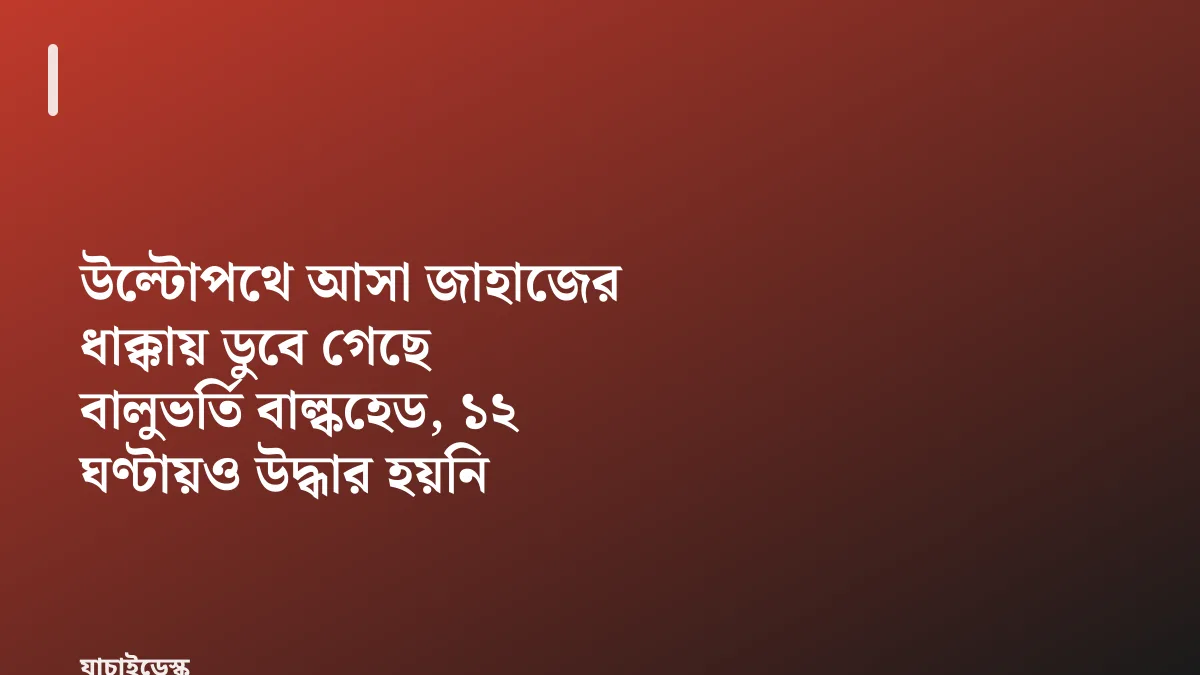 উল্টোপথে আসা জাহাজের
ধাক্কায় ডুবে গেছে
বালুভর্তি বাল্কহেড, ১২
ঘণ্টায়ও উদ্ধার হয়নি
যাচাইডেস্ক